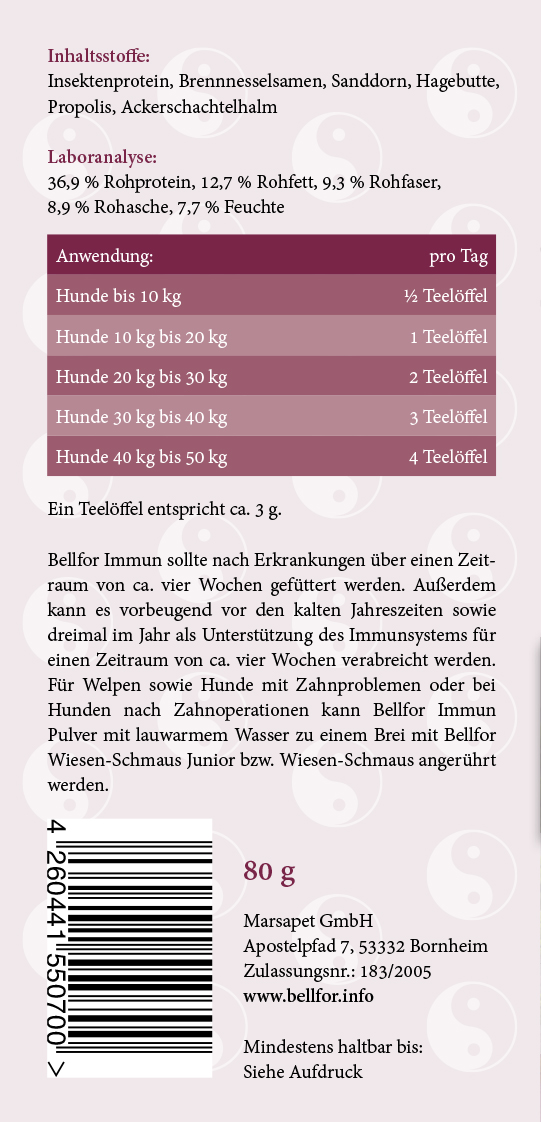 Inhaltsstoffe:
Insektenprotein, Brennnesselsamen, Sanddorn, Hagebutte,
Propolis, Ackerschachtelhalm
Laboranalyse:
36,9 % Rohprotein, 12,7 % Rohfett, 9,3 % Rohfaser,
8,9 % Rohasche, 7,7 % Feuchte
Anwendung: pro Tag
Hunde bis 10 kg ½ Teelöffel
Hunde 10 kg bis 20 kg 1 Teelöffel
Hunde 20 kg bis 30 kg 2 Teelöffel
Hunde 30 kg bis 40 kg 3 Teelöffel
Hunde 40 kg bis 50 kg 4 Teelöffel
Ein Teelöffel entspricht ca. 3 g.
Bellfor Immun sollte nach Erkrankungen über einen Zeit-
raum von ca. vier Wochen gefüttert werden. Außerdem
kann es vorbeugend vor den kalten Jahreszeiten sowie
dreimal im Jahr als Unterstützung des Immunsystems für
einen Zeitraum von ca. vier Wochen verabreicht werden.
Für Welpen sowie Hunde mit Zahnproblemen oder bei
Hunden nach Zahnoperationen kann Bellfor Immun
Pulver mit lauwarmem Wasser zu einem Brei mit Bellfor
Wiesen-Schmaus Junior bzw. Wiesen-Schmaus angerührt
werden.
4 260441 550700 >
80 g
Marsapet GmbH
Apostelpfad 7, 53332 Bornheim
Zulassungsnr.: 183/2005
www.bellfor.info
Mindestens haltbar bis:
Siehe Aufdruck